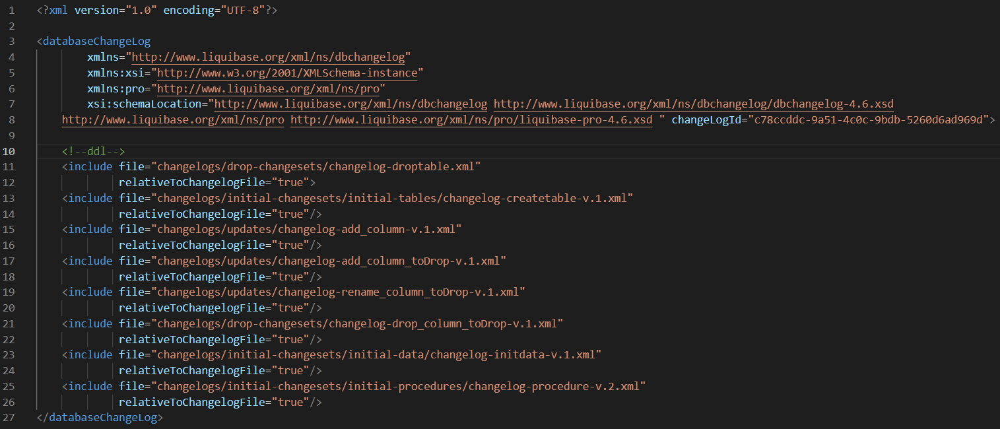 1 <?xml version="1.0" encoding="UTF-8"?>
2
3 <databaseChangeLog
4         xmlns="http://www.liquibase.org/xml/ns/dbchangelog"
5         xmlns:xsi="http://www.w3.org/2001/XMLSchema-instance"
6         xmlns:pro="http://www.liquibase.org/xml/ns/pro"
7         xsi:schemaLocation="http://www.liquibase.org/xml/ns/dbchangelog http://www.liquibase.org/xml/ns/dbchangelog/dbchangelog-4.6.xsd
8     http://www.liquibase.org/xml/ns/pro http://www.liquibase.org/xml/ns/pro/liquibase-pro-4.6.xsd " changeLogId="c78ccddc-9a51-4c0c-9bdb-5260d6ad969d">
9
10     <!--ddl-->
11     <include file="changelogs/drop-changesets/changelog-droptable.xml"
12              relativeToChangelogFile="true">
13     <include file="changelogs/initial-changesets/initial-tables/changelog-createtable-v.1.xml"
14              relativeToChangelogFile="true"/>
15     <include file="changelogs/updates/changelog-add_column-v.1.xml"
16              relativeToChangelogFile="true"/>
17     <include file="changelogs/updates/changelog-add_column_toDrop-v.1.xml"
18              relativeToChangelogFile="true"/>
19     <include file="changelogs/updates/changelog-rename_column_toDrop-v.1.xml"
20              relativeToChangelogFile="true"/>
21     <include file="changelogs/drop-changesets/changelog-drop_column_toDrop-v.1.xml"
22              relativeToChangelogFile="true"/>
23     <include file="changelogs/initial-changesets/initial-data/changelog-initdata-v.1.xml"
24              relativeToChangelogFile="true"/>
25     <include file="changelogs/initial-changesets/initial-procedures/changelog-procedure-v.2.xml"
26              relativeToChangelogFile="true"/>
27 </databaseChangeLog>